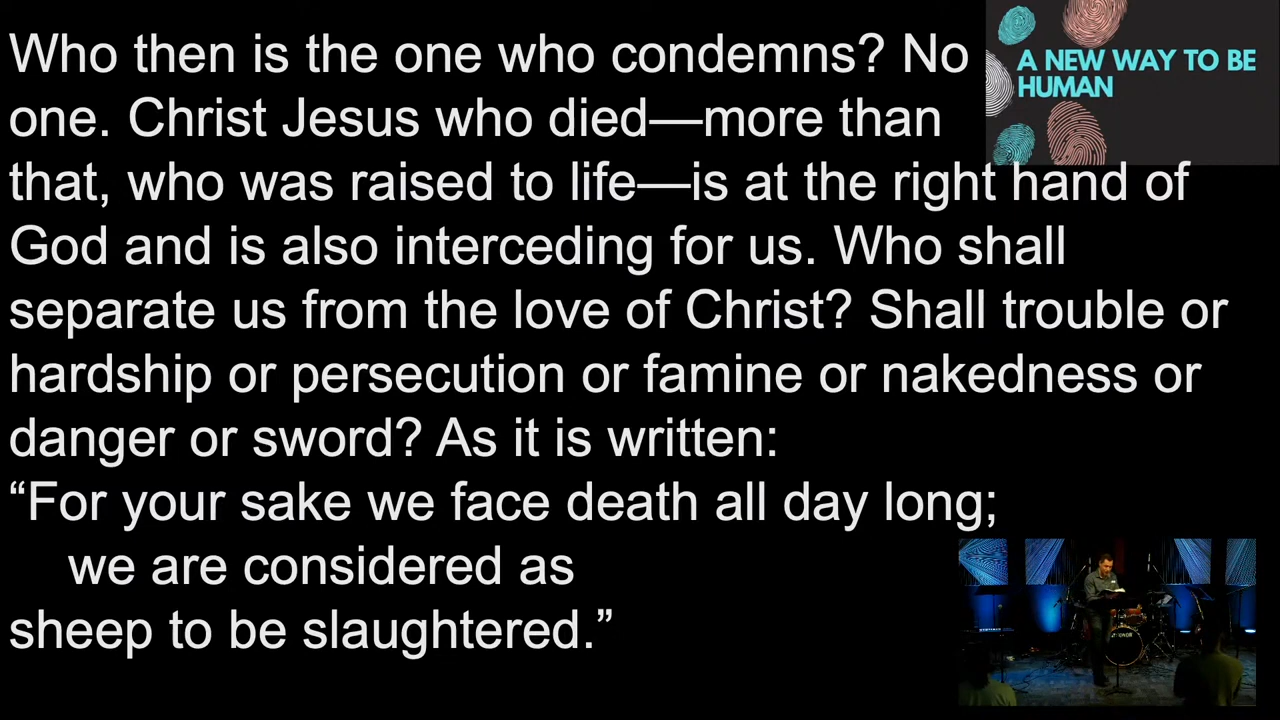 Who then is the one who condemns? No
one. Christ Jesus who died—more than
that, who was raised to life—is at the right hand of
God and is also interceding for us. Who shall
separate us from the love of Christ? Shall trouble or
hardship or persecution or famine or nakedness or
danger or sword? As it is written:
“For your sake we face death all day long;
we are considered as
sheep to be slaughtered.”
A NEW WAY TO BE
HUMAN